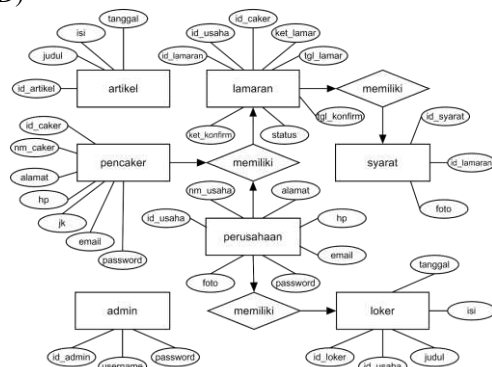 tanggal
isi
judul
id_artikel
artikel
id_caker
id_usaha
ket_lamar
id_lamaran
tgl_lamar
lamaran
memiliki
tgl_konfirm
ket_konfirm
status
id_syarat
syarat
id_lamaran
foto
id_caker
nm_caker
pencaker
alamat
hp
jk
email
password
memiliki
nm_usaha
alamat
id_usaha
hp
perusahaan
email
foto
password
memiliki
tanggal
loker
isi
id_loker
id_usaha
judul
admin
id_admin
username
password